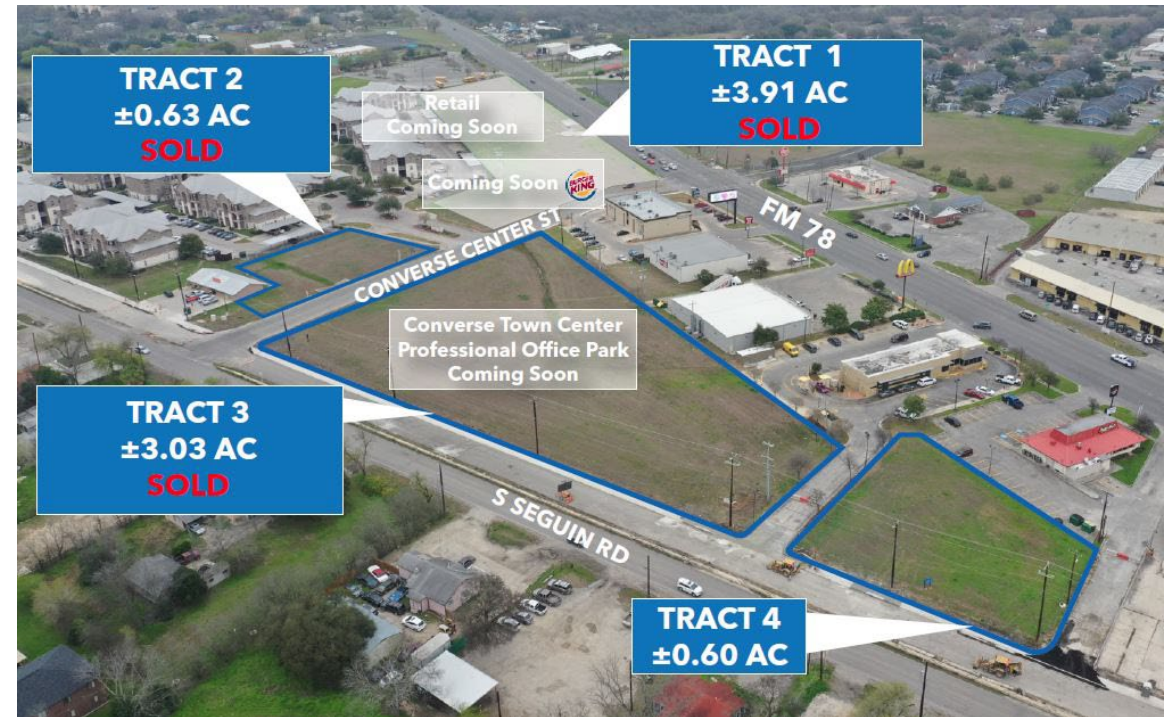 TRACT 2
±0.63 AC
SOLD
TRACT 1
±3.91 AC
SOLD
Retail
Coming Soon
Coming Soon
BURGER
KING
CONVERSE CENTER ST
FM 78
Converse Town Center
Professional Office Park
Coming Soon
TRACT 3
±3.03 AC
SOLD
S SEGUIN RD
TRACT 4
±0.60 AC